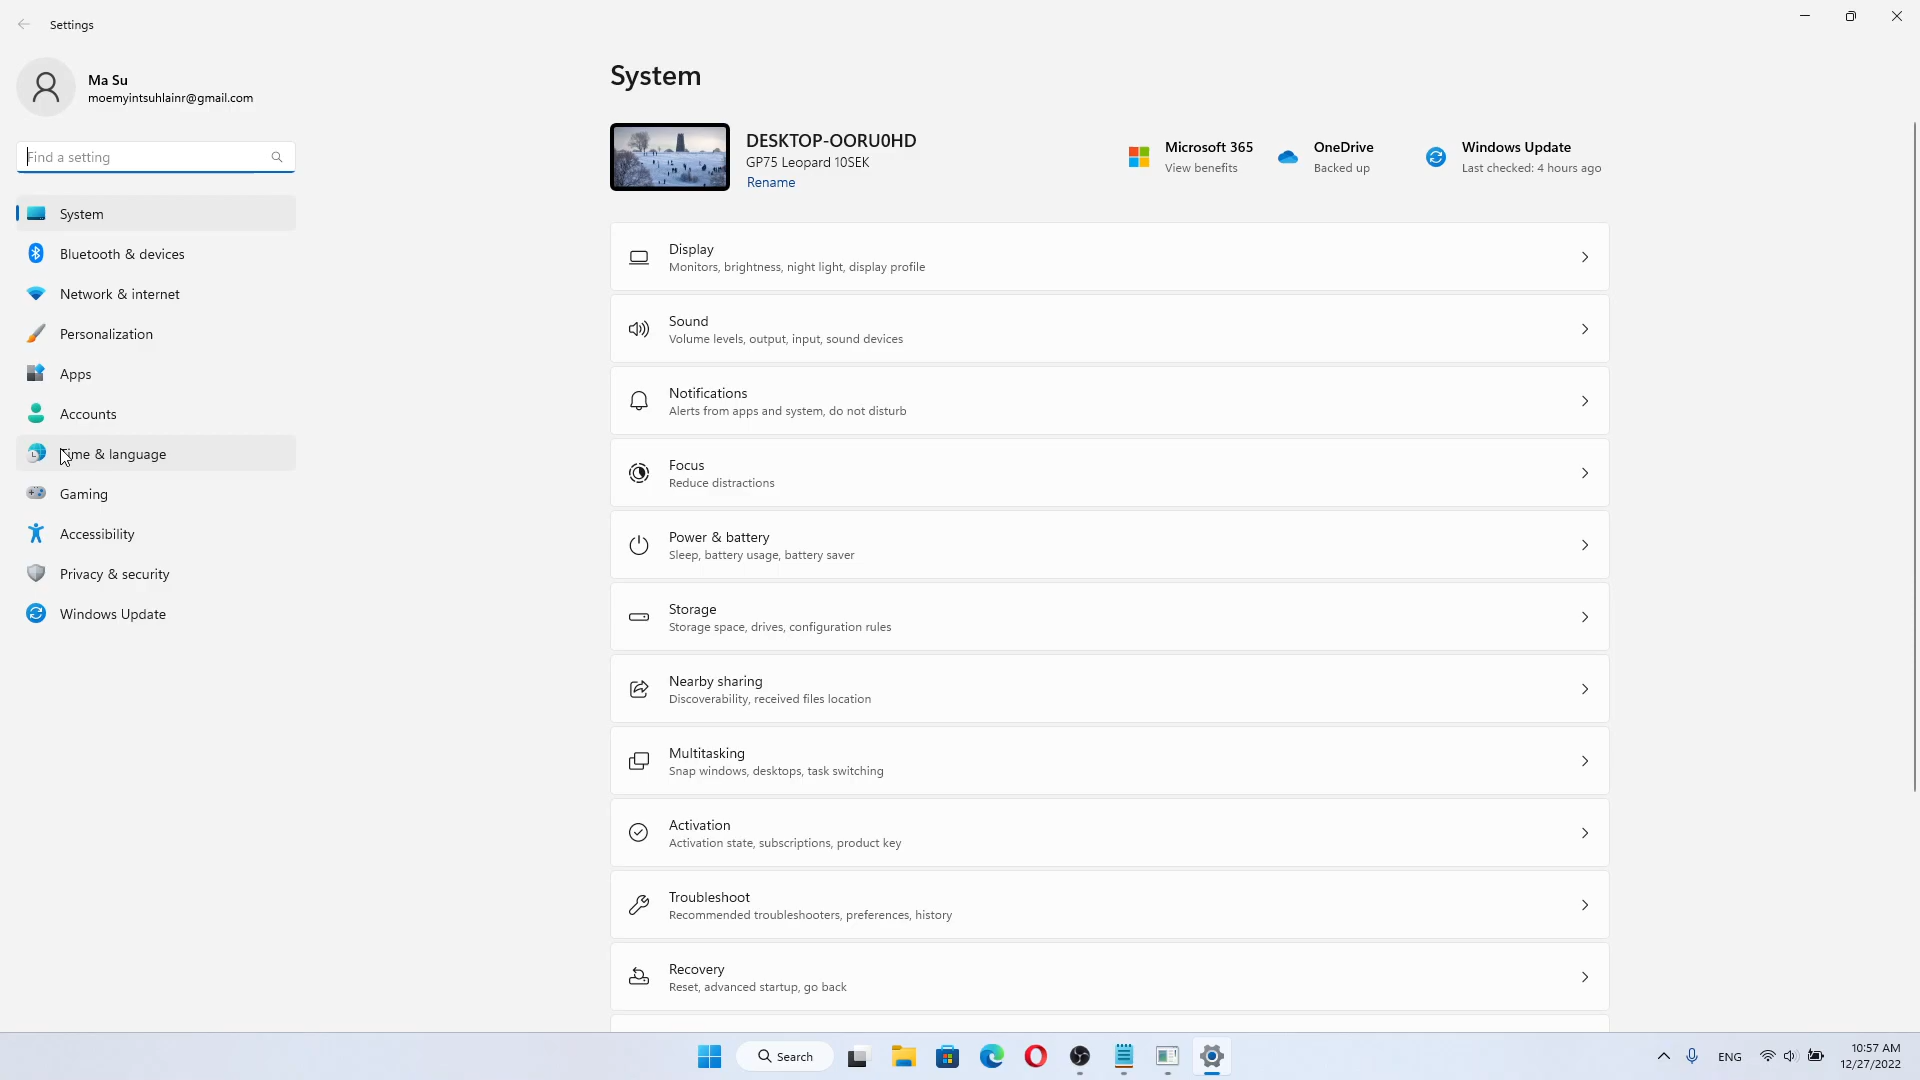 Settings
Ma Su
moemyintsuhlainr@gmail.com
Find a setting
System
Bluetooth & devices
Network & internet
Personalization
Apps
Accounts
Time & language
Gaming
Accessibility
Privacy & security
Windows Update
System
DESKTOP-OORU0HD
GP75 Leopard 10SEK
Rename
Microsoft 365
View benefits
OneDrive
Backed up
Windows Update
Last checked: 4 hours ago
Display
Monitors, brightness, night light, display profile
Sound
Volume levels, output, input, sound devices
Notifications
Alerts from apps and system, do not disturb
Focus
Reduce distractions
Power & battery
Sleep, battery usage, battery saver
Storage
Storage space, drives, configuration rules
Nearby sharing
Discoverability, received files location
Multitasking
Snap windows, desktops, task switching
Activation
Activation state, subscriptions, product key
Troubleshoot
Recommended troubleshooters, preferences, history
Recovery
Reset, advanced startup, go back
Search
ENG
10:57 AM
12/27/2022